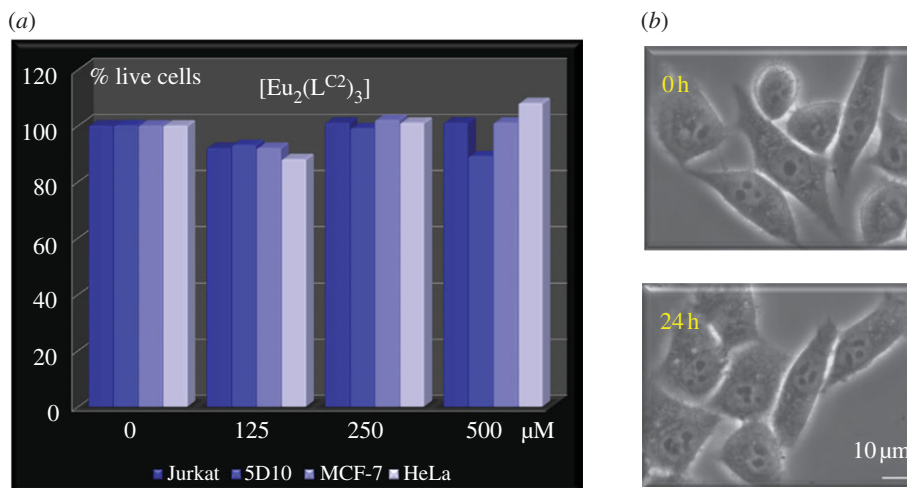 (a)
120
% live cells
[Eu2(L^C2)3]
100
80
60
40
20
0
0 125 250 500 µM
Jurkat 5D10 MCF-7 HeLa
(b)
0 h
24 h
10 µm